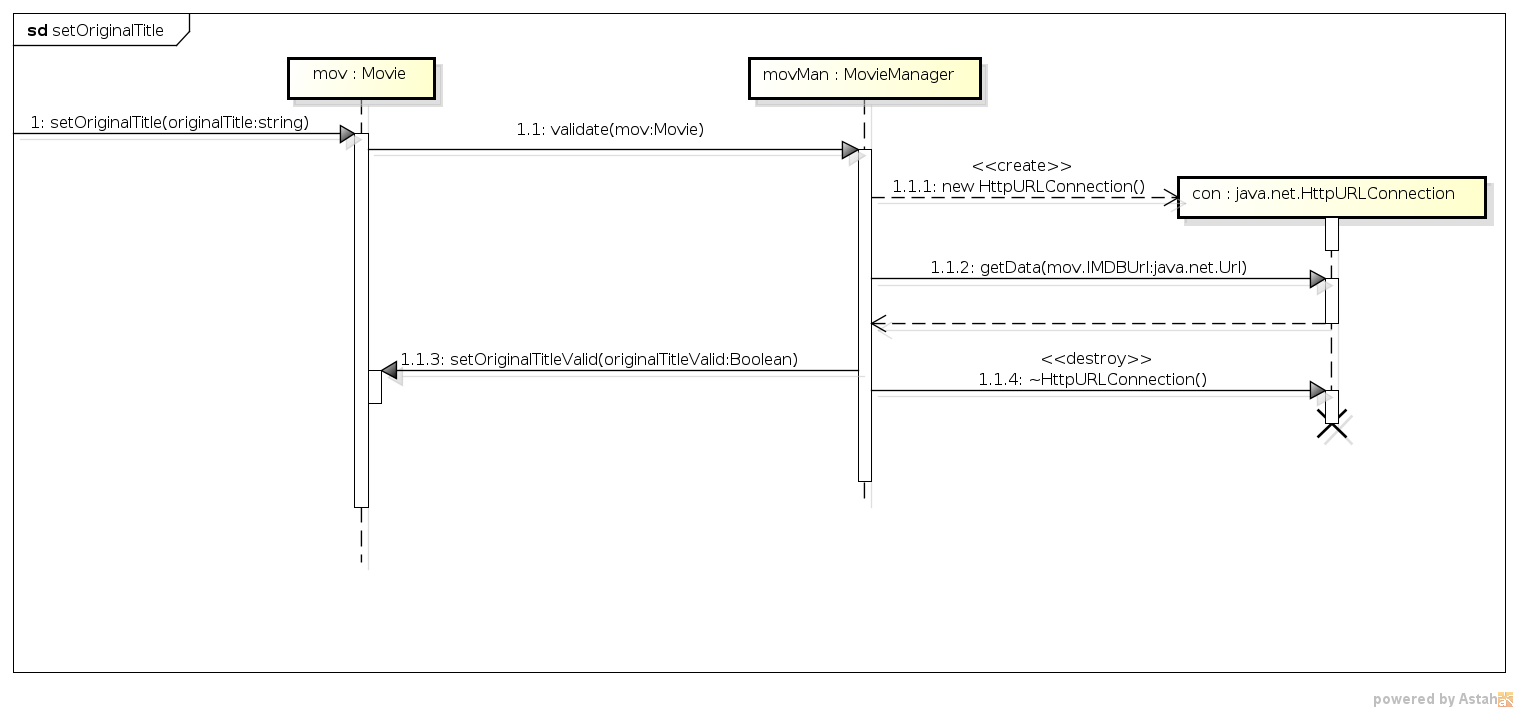 sd setOriginalTitle
mov : Movie
movMan : MovieManager
1: setOriginalTitle(originalTitle:string)
1.1: validate(mov:Movie)
<<create>>
1.1.1: new HttpURLConnection()
con : java.net.HttpURLConnection
1.1.2: getData(mov.IMDBUrl:java.net.Url)
1.1.3: setOriginalTitleValid(originalTitleValid:Boolean)
<<destroy>>
1.1.4: ~HttpURLConnection()
powered by Astah